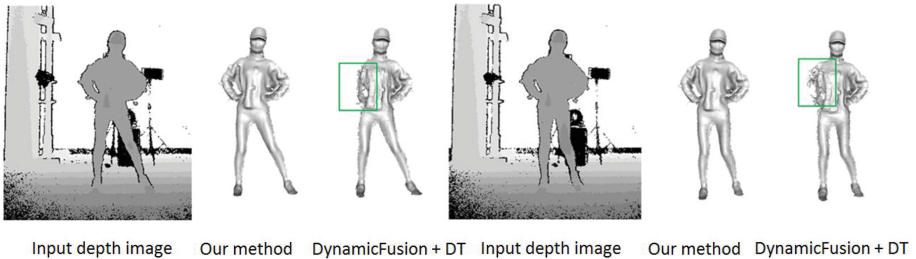 Input depth image Our method DynamicFusion + DT Input depth image Our method DynamicFusion + DT